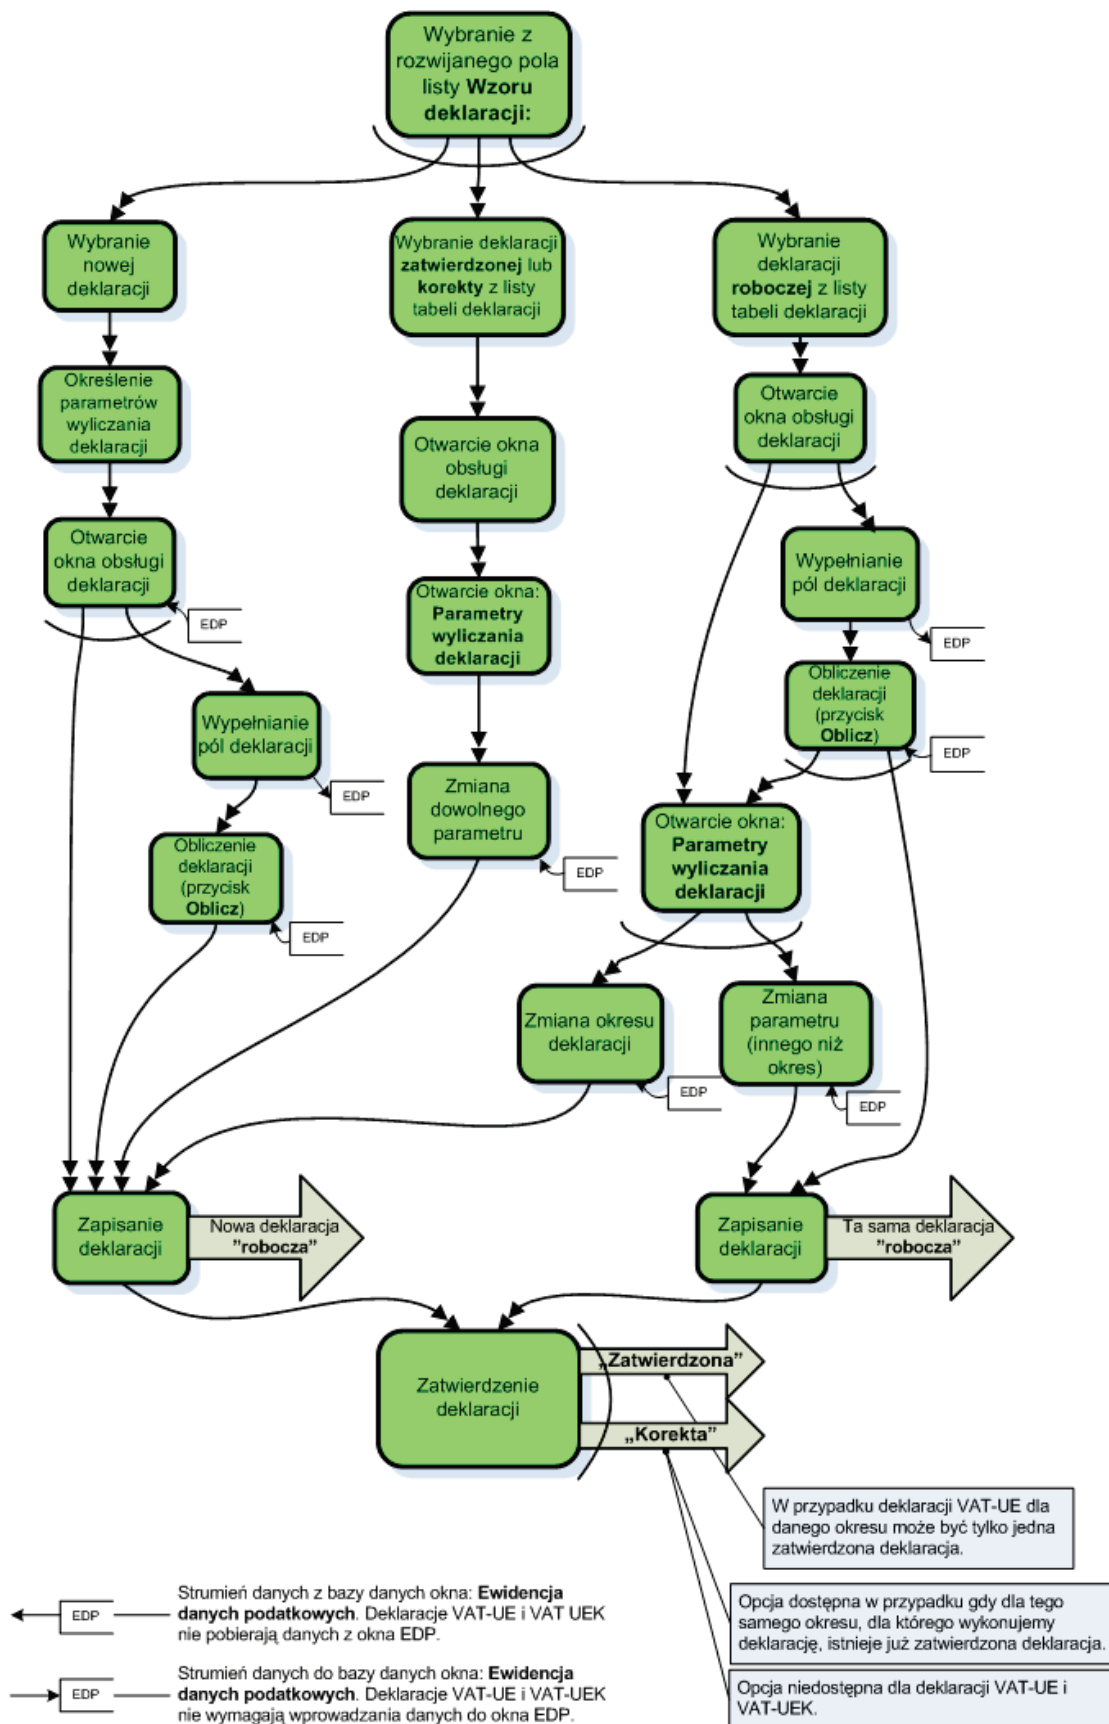 Wybranie z
rozwijanego pola
listy Wzoru
deklaracji:
Wybranie
nowej
deklaracji
Wybranie deklaracji
zatwierdzonej lub
korekty z listy
tabeli deklaracji
Wybranie
deklaracji
roboczej z listy
tabeli deklaracji
Określenie
parametrów
wyliczania
deklaracji
Otwarcie
okna obsługi
deklaracji
EDP
Wypełnianie
pól deklaracji
EDP
Obliczenie
deklaracji
(przycisk
Oblicz)
EDP
Otwarcie okna
obsługi
deklaracji
Otwarcie okna:
Parametry
wyliczania
deklaracji
Zmiana
dowolnego
parametru
EDP
Otwarcie
okna obsługi
deklaracji
Wypełnianie
pól deklaracji
EDP
Obliczenie
deklaracji
(przycisk
Oblicz)
EDP
Otwarcie okna:
Parametry
wyliczania
deklaracji
Zmiana okresu
deklaracji
EDP
Zmiana
parametru
(innego niż
okres)
EDP
Zapisanie
deklaracji
Nowa deklaracja
"robocza"
Zapisanie
deklaracji
Ta sama deklaracja
"robocza"
Zatwierdzenie
deklaracji
„Zatwierdzona”
„Korekta”
W przypadku deklaracji VAT-UE dla
danego okresu może być tylko jedna
zatwierdzona deklaracja.
Opcja dostępna w przypadku gdy dla tego
samego okresu, dla którego wykonujemy
deklarację, istnieje już zatwierdzona deklaracja.
Opcja niedostępna dla deklaracji VAT-UE i
VAT-UEK.
EDP
Strumień danych z bazy danych okna: Ewidencja
danych podatkowych. Deklaracje VAT-UE i VAT UEK
nie pobierają danych z okna EDP.
EDP
Strumień danych do bazy danych okna: Ewidencja
danych podatkowych. Deklaracje VAT-UE i VAT-UEK
nie wymagają wprowadzania danych do okna EDP.